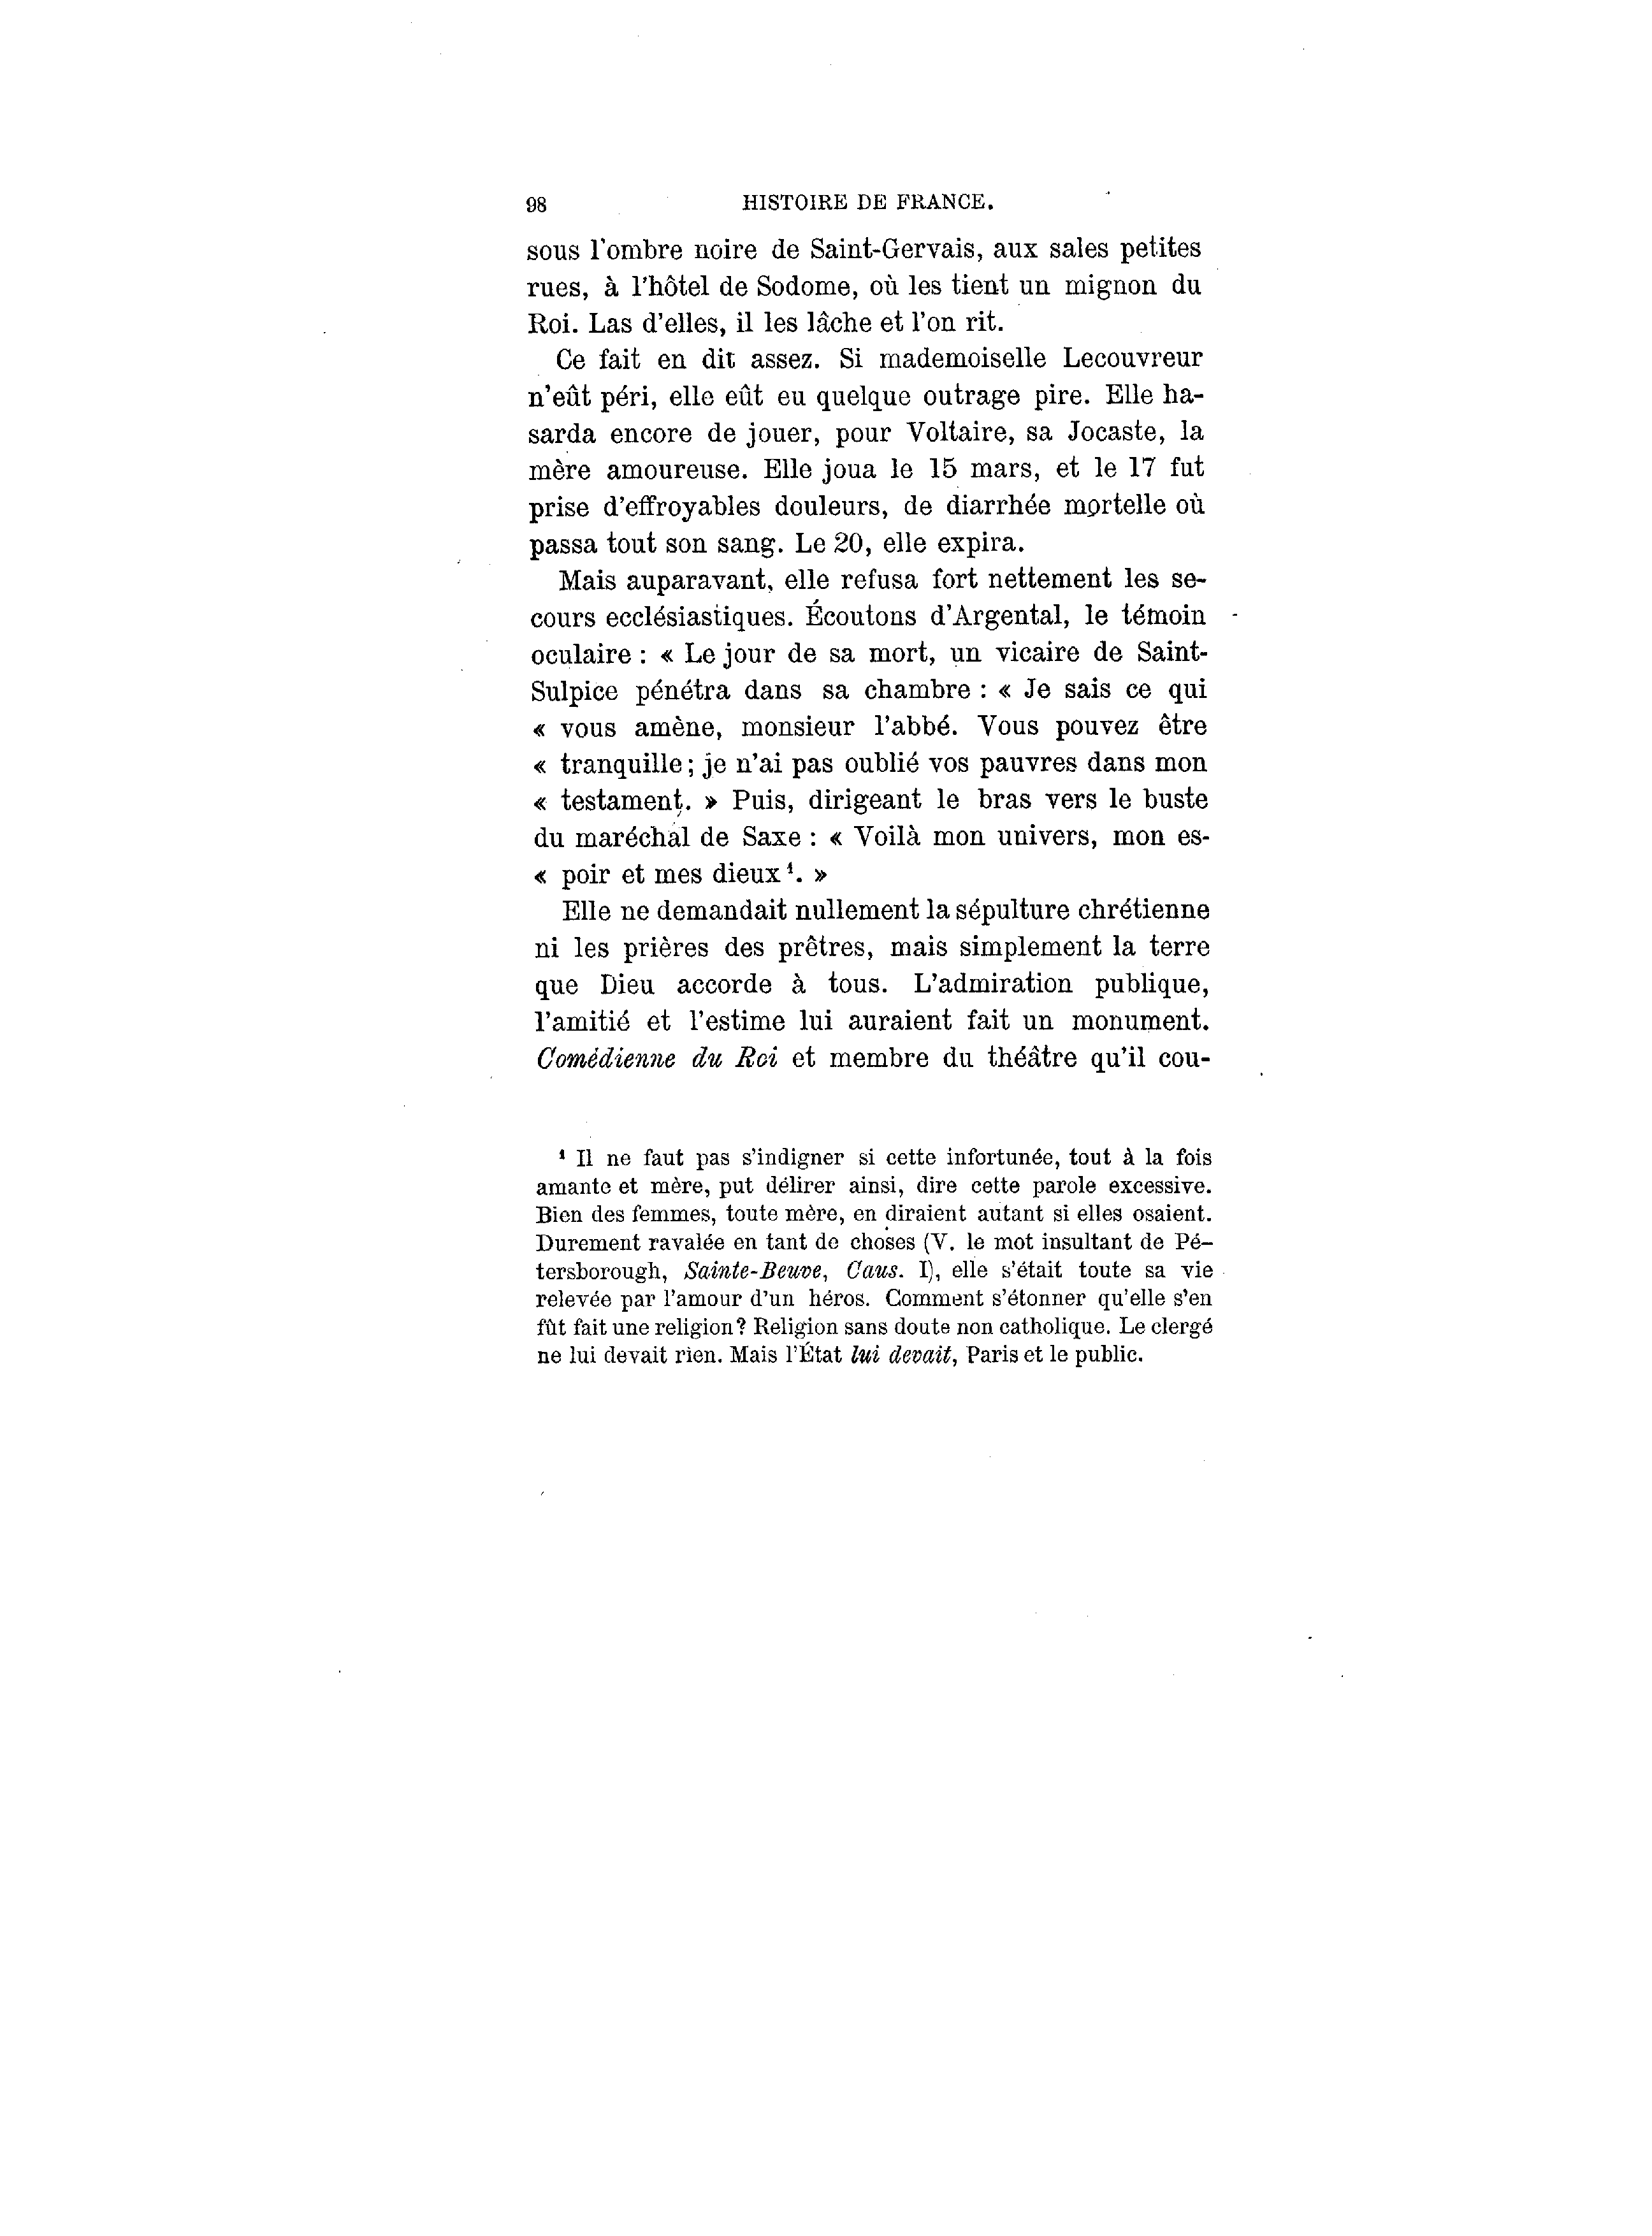 98 HISTOIRE DE FRANCE.
sous l'ombre noire de Saint-Gervais, aux sales petites
rues, à l'hôtel de Sodome, où les tient un mignon du
Roi. Las d'elles, il les lâche et l'on rit.
Ce fait en dit assez. Si mademoiselle Lecouvreur
n'eût péri, elle eût eu quelque outrage pire. Elle ha-
sarda encore de jouer, pour Voltaire, sa Jocaste, la
mère amoureuse. Elle joua le 15 mars, et le 17 fut
prise d'effroyables douleurs, de diarrhée mortelle où
passa tout son sang. Le 20, elle expira.
Mais auparavant, elle refusa fort nettement les se-
cours ecclésiastiques. Écoutons d'Argental, le témoin
oculaire : « Le jour de sa mort, un vicaire de Saint-
Sulpice pénétra dans sa chambre : « Je sais ce qui
« vous amène, monsieur l'abbé. Vous pouvez être
« tranquille; je n'ai pas oublié vos pauvres dans mon
« testament. » Puis, dirigeant le bras vers le buste
du maréchal de Saxe : « Voilà mon univers, mon es-
« poir et mes dieux ¹. »
Elle ne demandait nullement la sépulture chrétienne
ni les prières des prêtres, mais simplement la terre
que Dieu accorde à tous. L'admiration publique,
l'amitié et l'estime lui auraient fait un monument.
Comédienne du Roi et membre du théâtre qu'il cou-
¹ Il ne faut pas s'indigner si cette infortunée, tout à la fois
amante et mère, put délirer ainsi, dire cette parole excessive.
Bien des femmes, toute mère, en diraient autant si elles osaient.
Durement ravalée en tant de choses (V. le mot insultant de Pé-
tersborough, Sainte-Beuve, Caus. I), elle s'était toute sa vie
relevée par l'amour d'un héros. Comment s'étonner qu'elle s'en
fût fait une religion? Religion sans doute non catholique. Le clergé
ne lui devait rien. Mais l'État lui devait, Paris et le public.